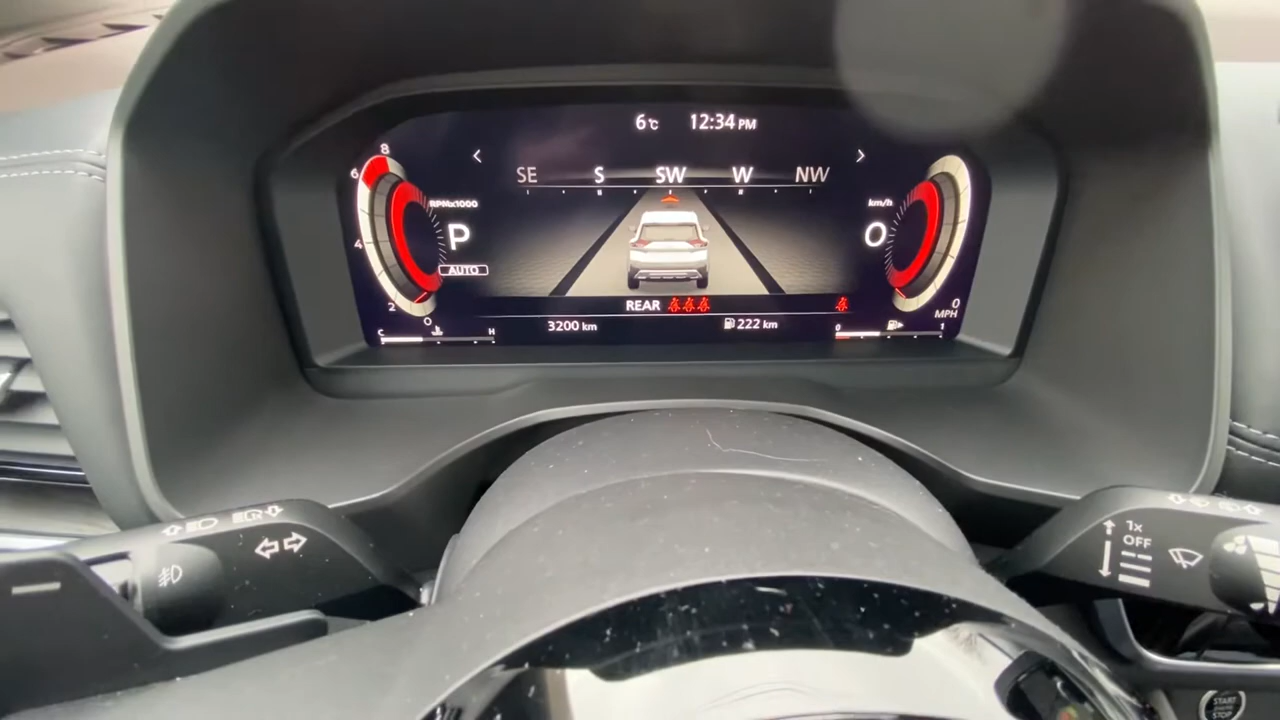 6°C 12:34 PM
SE S SW W NW
8
6
4
2
0
RPMx1000
P
AUTO
km/h
0
0
MPH
REAR
3200 km
222 km
C H
0 1
1x
OFF
START
STOP